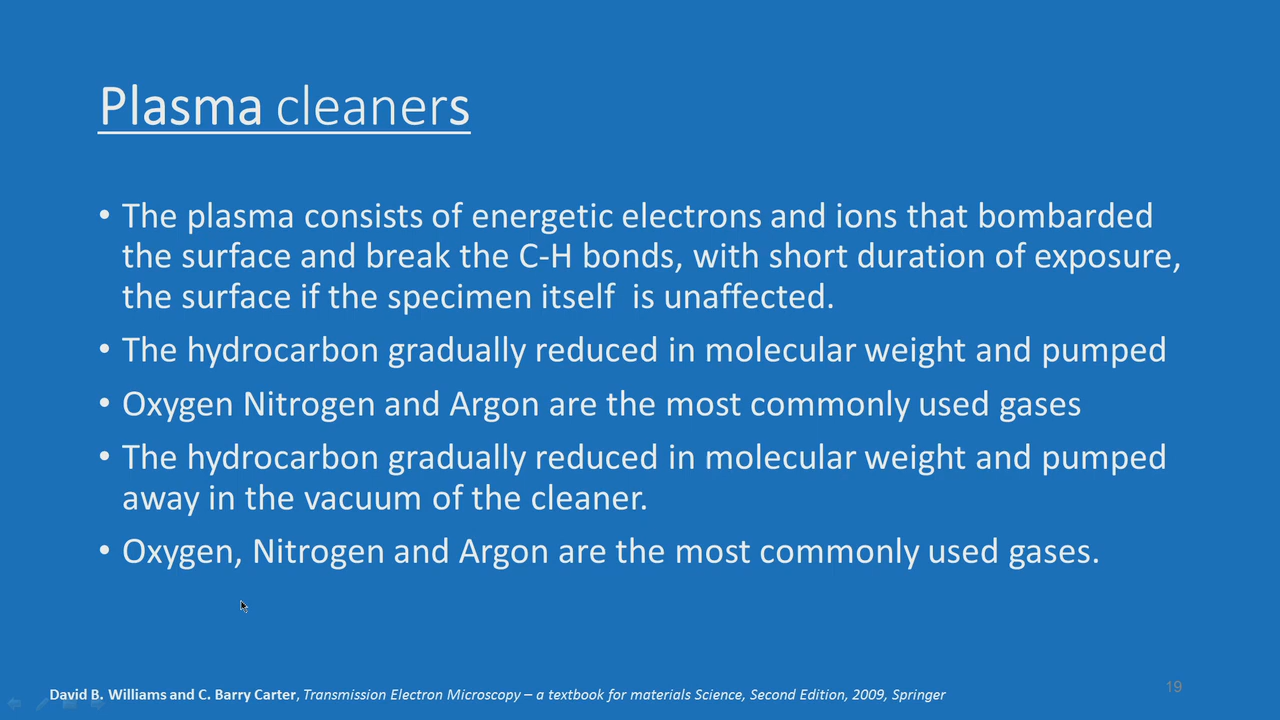 Plasma cleaners
• The plasma consists of energetic electrons and ions that bombarded
the surface and break the C-H bonds, with short duration of exposure,
the surface if the specimen itself  is unaffected.
• The hydrocarbon gradually reduced in molecular weight and pumped
• Oxygen Nitrogen and Argon are the most commonly used gases
• The hydrocarbon gradually reduced in molecular weight and pumped
away in the vacuum of the cleaner.
• Oxygen, Nitrogen and Argon are the most commonly used gases.
David B. Williams and C. Barry Carter, Transmission Electron Microscopy – a textbook for materials Science, Second Edition, 2009, Springer
19